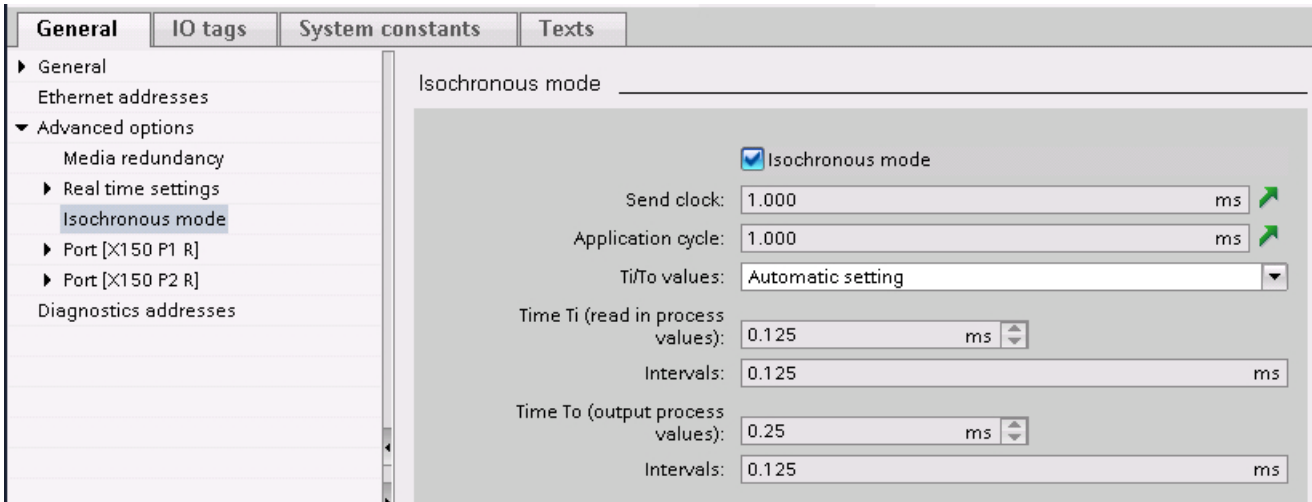 General IO tags System constants Texts
General
Ethernet addresses
Advanced options
Media redundancy
Real time settings
Isochronous mode
Port [X150 P1 R]
Port [X150 P2 R]
Diagnostics addresses
Isochronous mode
Isochronous mode
Send clock: 1.000 ms
Application cycle: 1.000 ms
Ti/To values: Automatic setting
Time Ti (read in process
values): 0.125 ms
Intervals: 0.125 ms
Time To (output process
values): 0.25 ms
Intervals: 0.125 ms